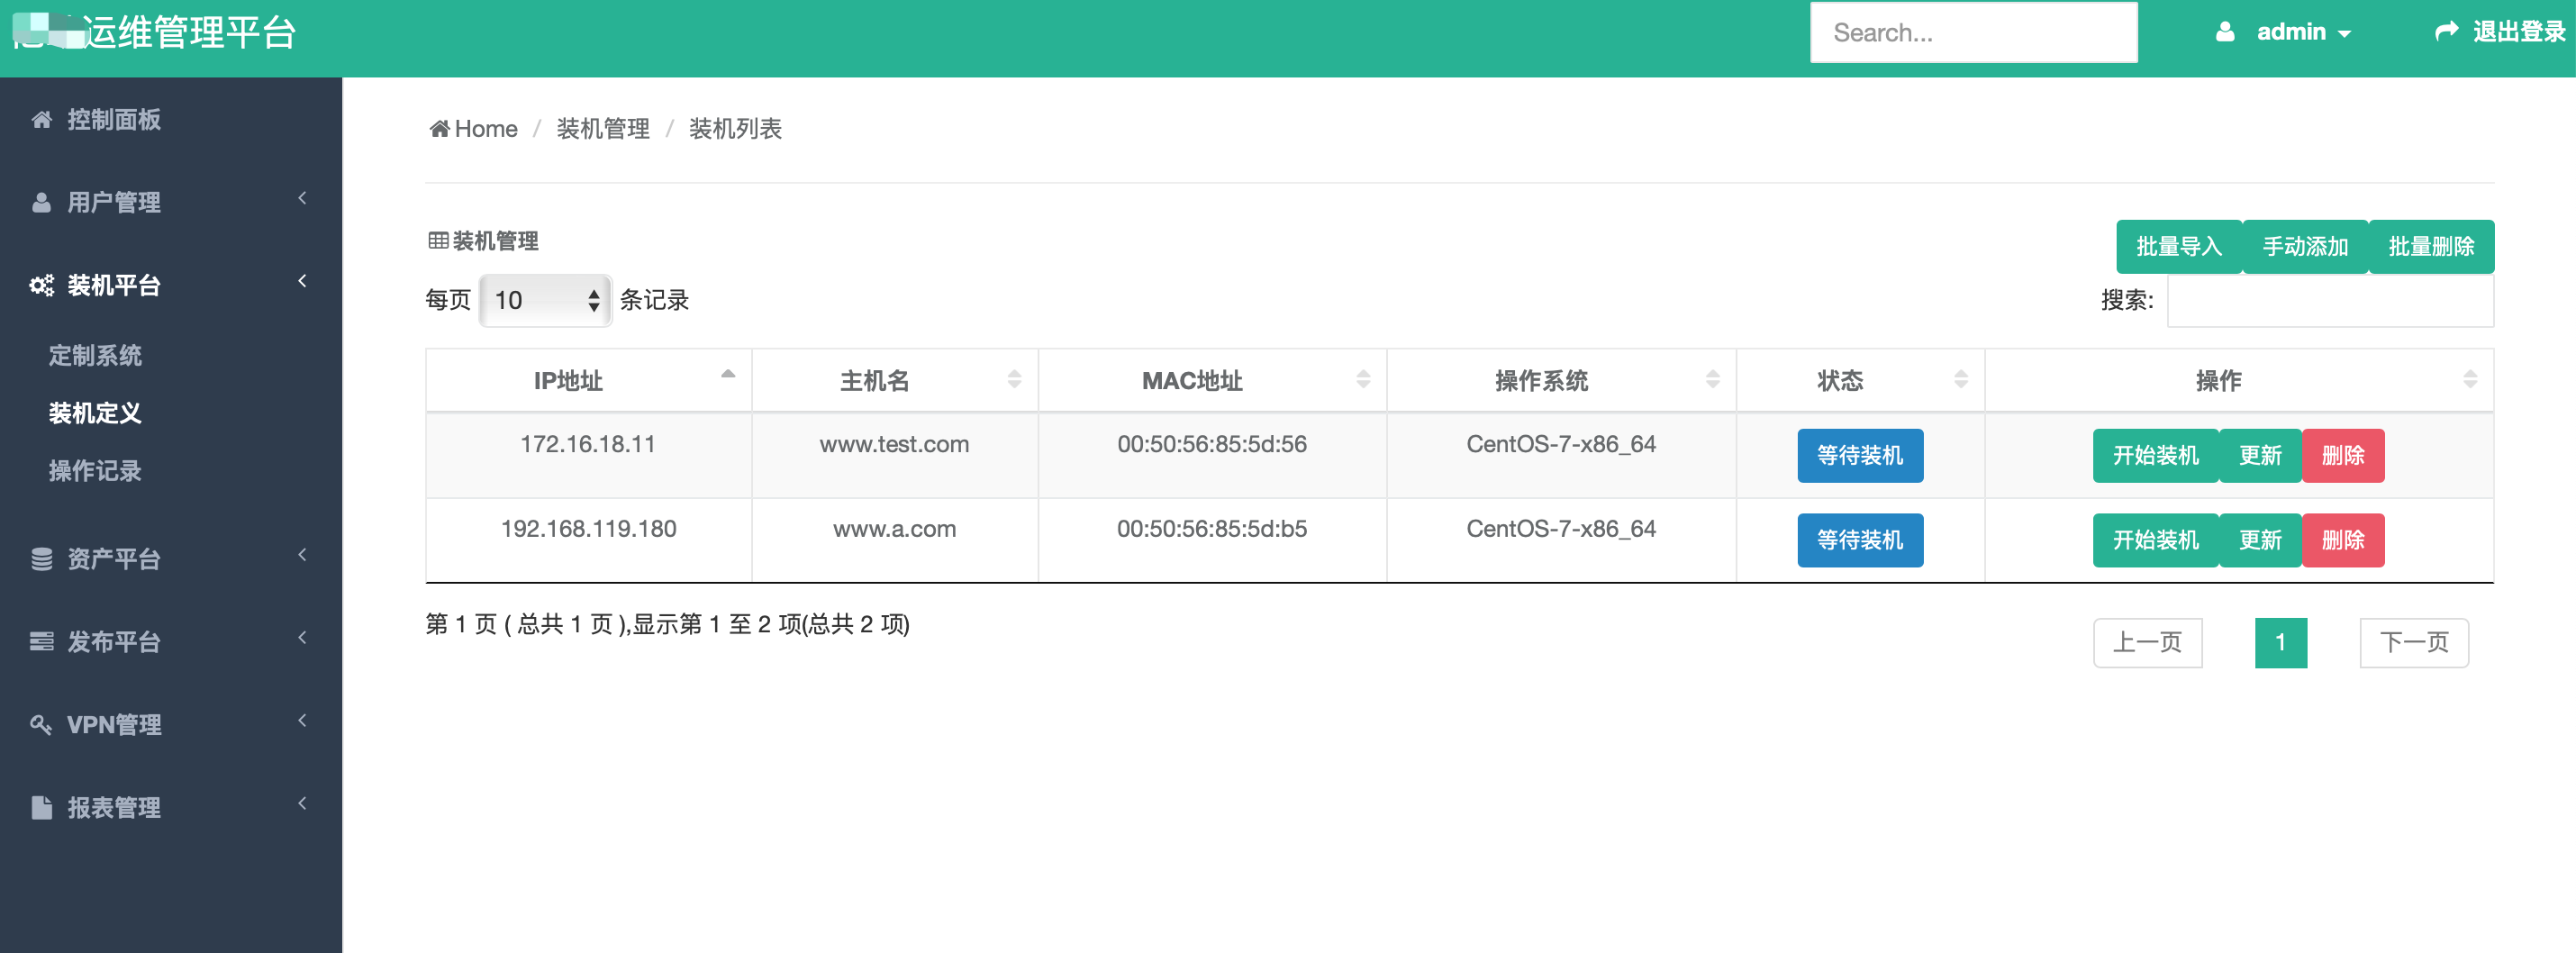 运维管理平台
Search...
admin
退出登录
控制面板
用户管理
装机平台
定制系统
装机定义
操作记录
资产平台
发布平台
VPN管理
报表管理
Home / 装机管理 / 装机列表
装机管理
批量导入 手动添加 批量删除
每页 10 条记录
搜索:
IP地址 主机名 MAC地址 操作系统 状态 操作
172.16.18.11 www.test.com 00:50:56:85:5d:56 CentOS-7-x86_64 等待装机 开始装机 更新 删除
192.168.119.180 www.a.com 00:50:56:85:5d:b5 CentOS-7-x86_64 等待装机 开始装机 更新 删除
第 1 页 ( 总共 1 页 ),显示第 1 至 2 项(总共 2 项)
上一页 1 下一页